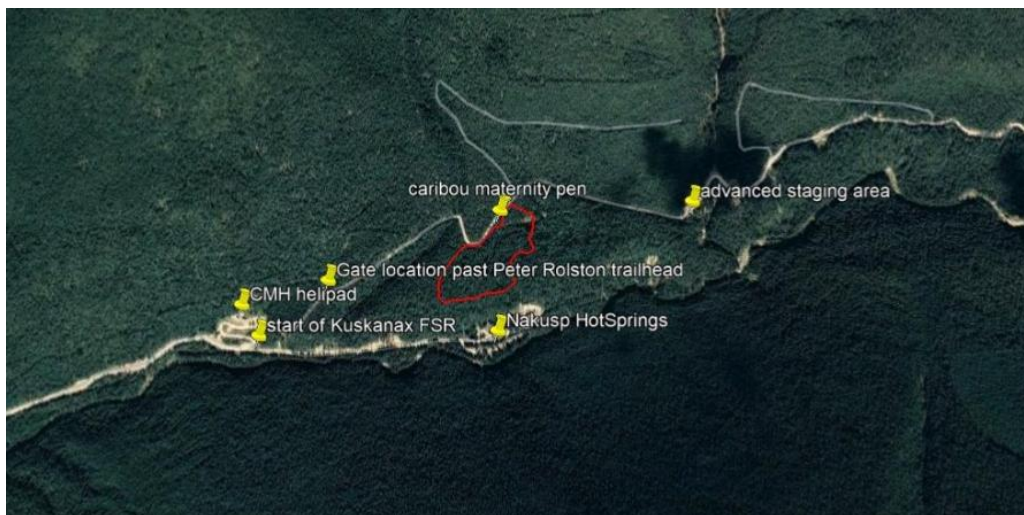 caribou maternity pen
advanced staging area
Gate location past Peter Rolston trailhead
CMH helipad
start of Kuskanax FSR
Nakusp HotSprings